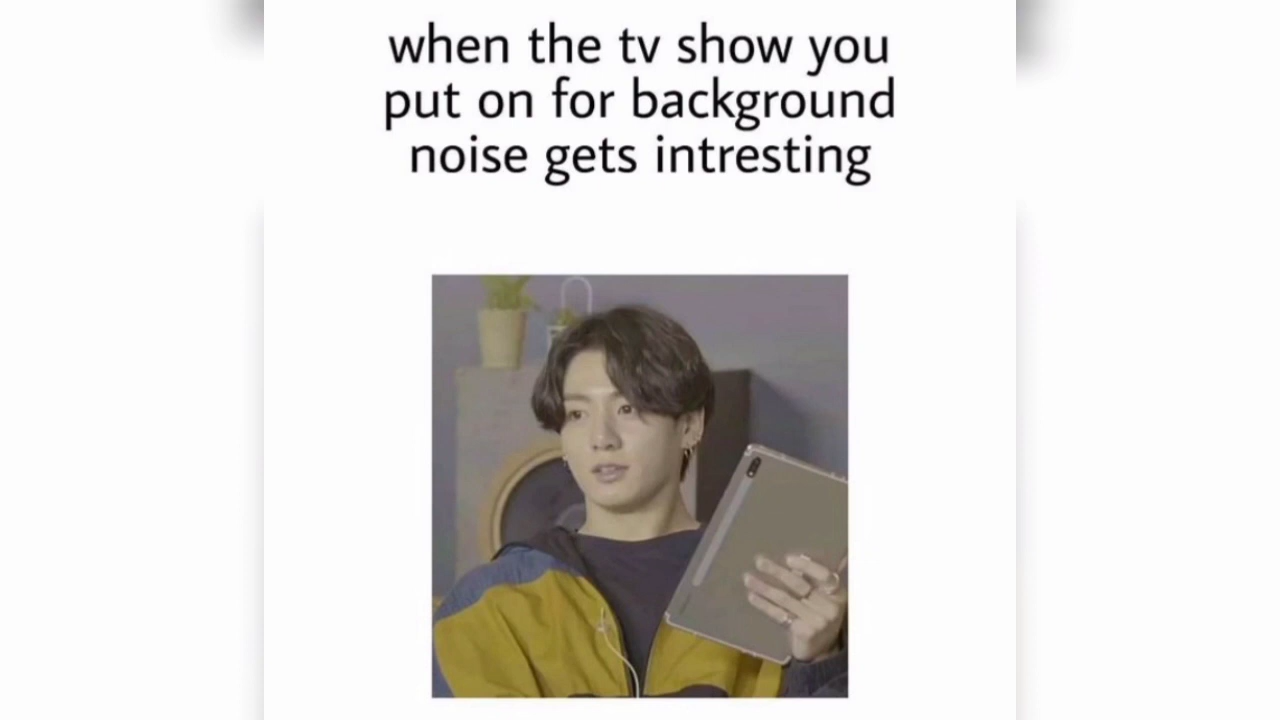 when the tv show you
put on for background
noise gets intresting